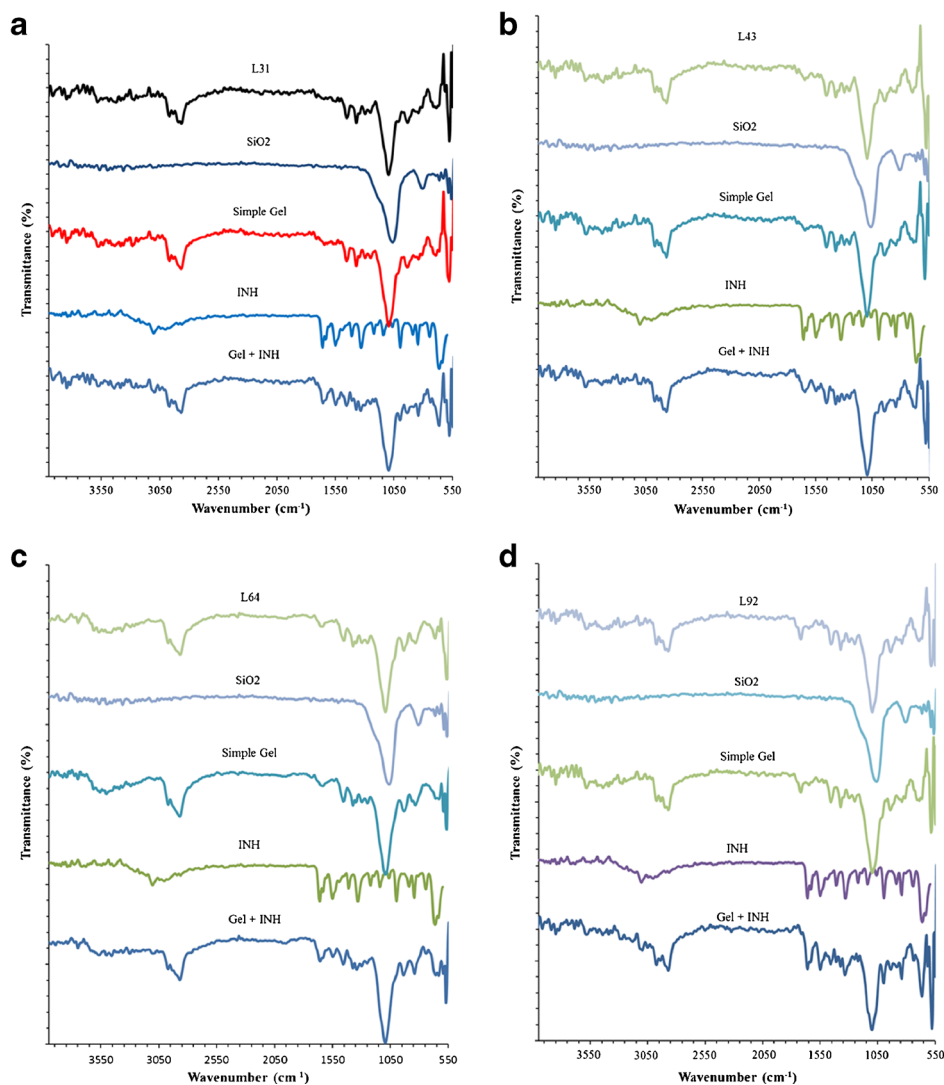 a
L31
SiO2
Simple Gel
INH
Gel + INH
Transmittance (%)
3550 3050 2550 2050 1550 1050 550
Wavenumber (cm-1)
b
L43
SiO2
Simple Gel
INH
Gel + INH
Transmittance (%)
3550 3050 2550 2050 1550 1050 550
Wavenumber (cm-1)
c
L64
SiO2
Simple Gel
INH
Gel + INH
Transmittance (%)
3550 3050 2550 2050 1550 1050 550
Wavenumber (cm-1)
d
L92
SiO2
Simple Gel
INH
Gel + INH
Transmittance (%)
3550 3050 2550 2050 1550 1050 550
Wavenumber (cm-1)